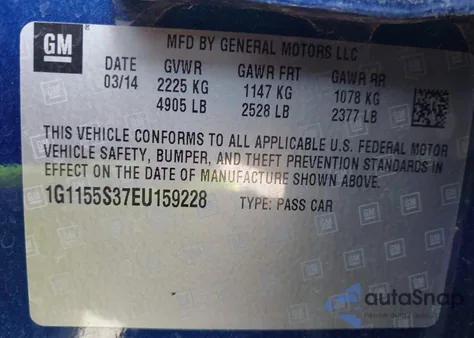 GM
MFD BY GENERAL MOTORS LLC
DATE GVWR GAWR FRT GAWR RR
03/14 2225 KG 1147 KG 1078 KG
4905 LB 2528 LB 2377 LB
THIS VEHICLE CONFORMS TO ALL APPLICABLE U.S. FEDERAL MOTOR
VEHICLE SAFETY, BUMPER, AND THEFT PREVENTION STANDARDS IN
EFFECT ON THE DATE OF MANUFACTURE SHOWN ABOVE.
1G1155S37EU159228 TYPE: PASS CAR
autoSnap